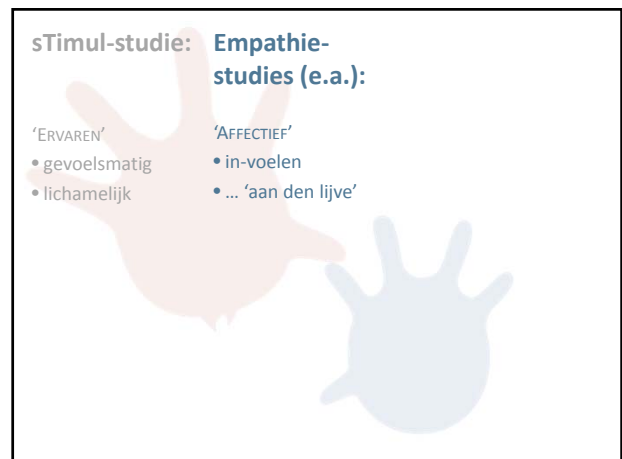 sTimul-studie:
‘Ervaren’
• gevoelsmatig
• lichamelijk
Empathie-
studies (e.a.):
‘Affectief’
• in-voelen
• ... ‘aan den lijve’